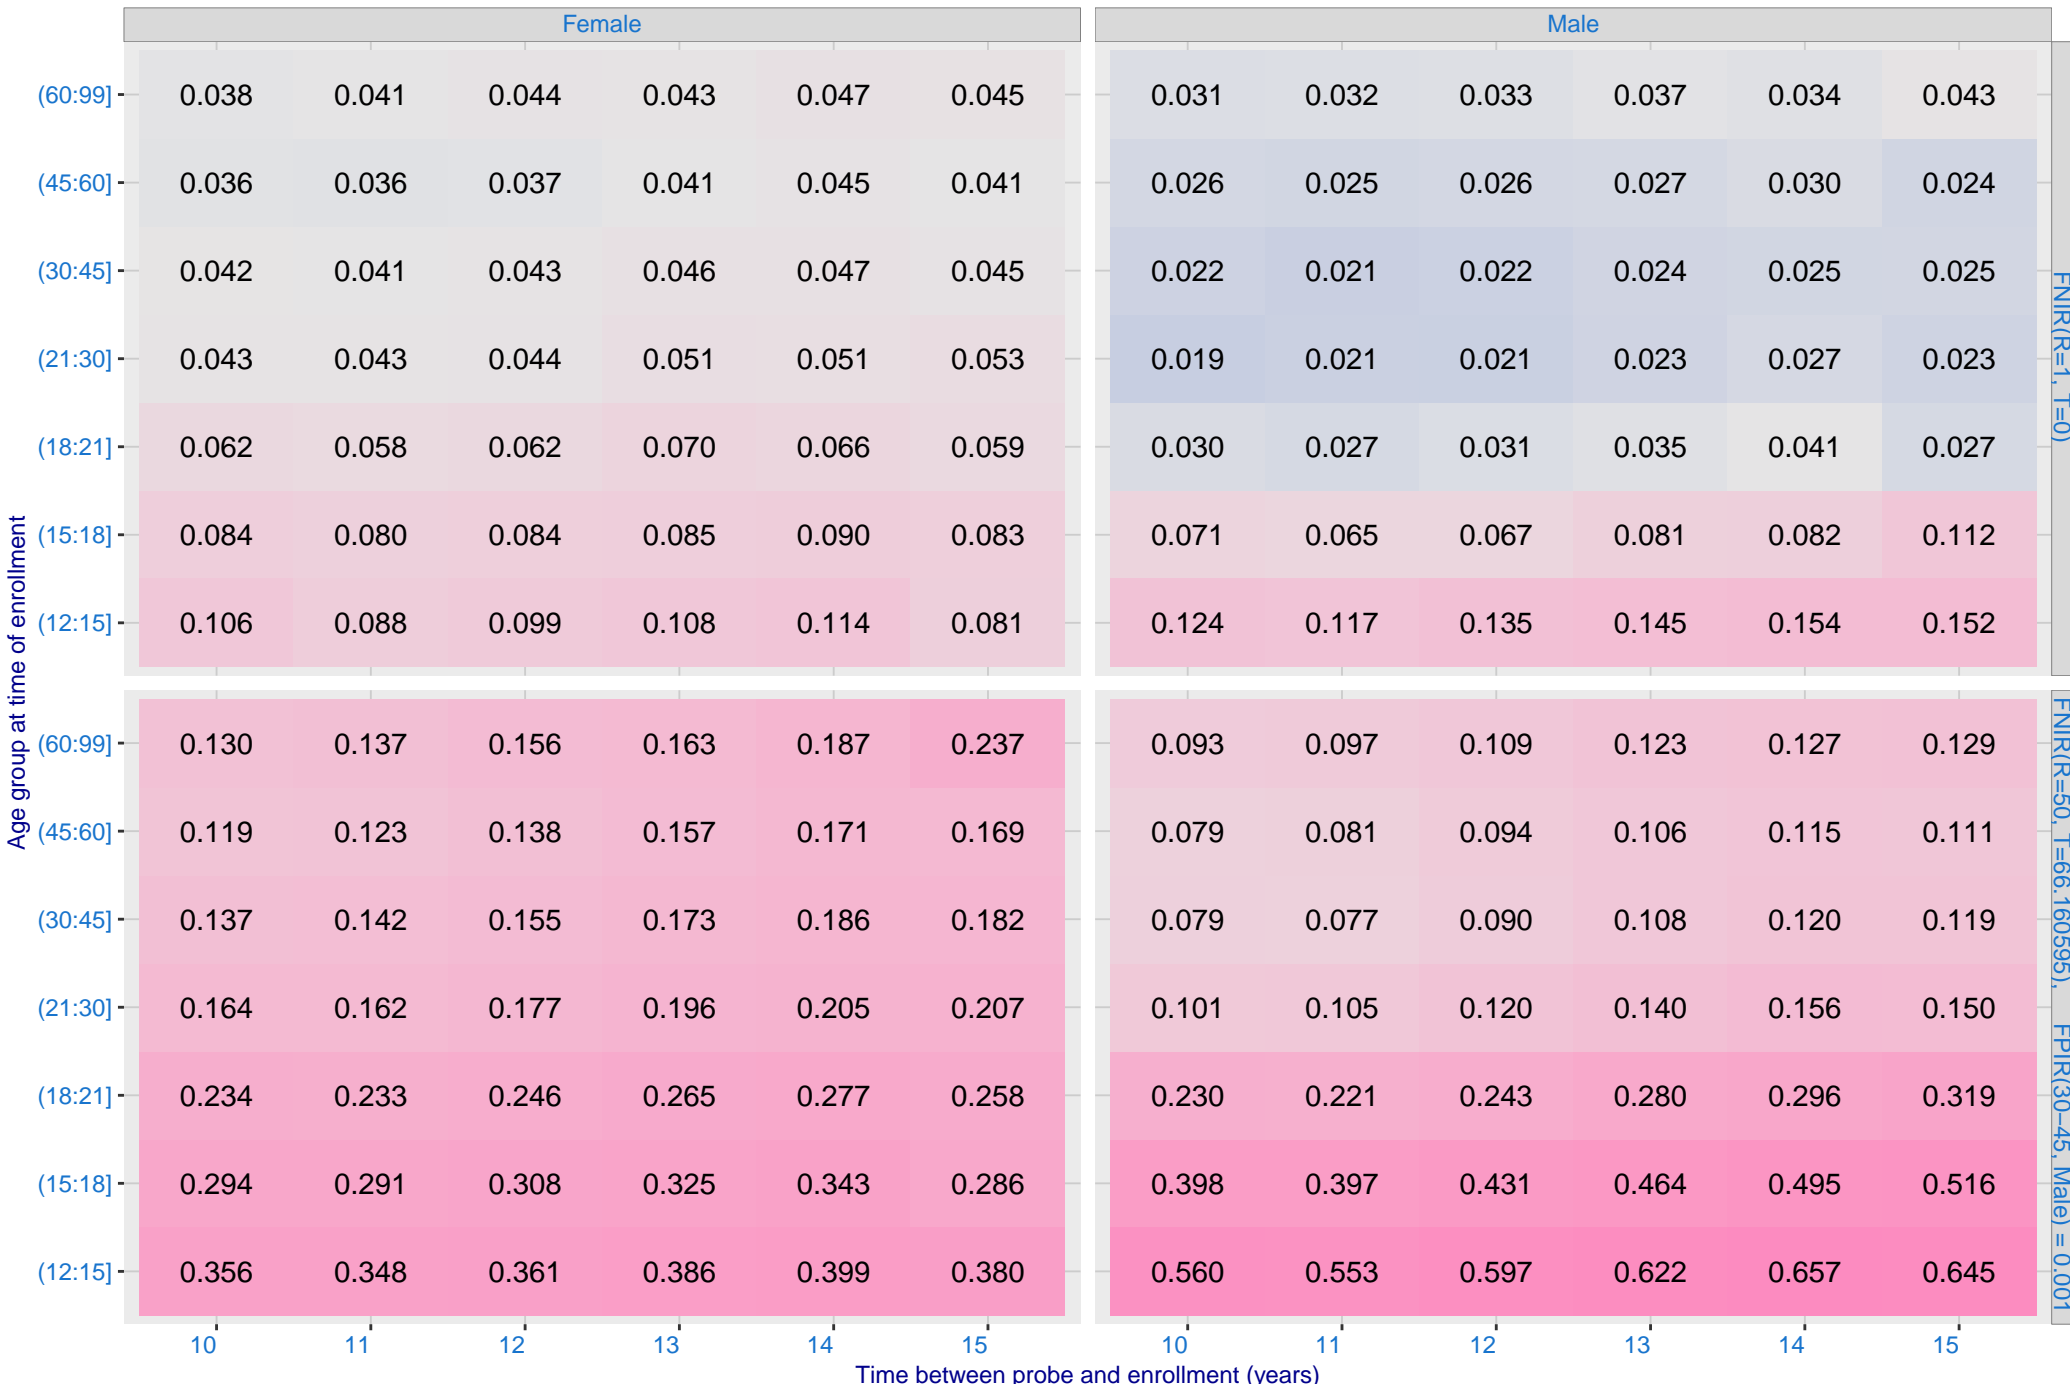 Female Male
(60:99] 0.038 0.041 0.044 0.043 0.047 0.045 0.031 0.032 0.033 0.037 0.034 0.043
(45:60] 0.036 0.036 0.037 0.041 0.045 0.041 0.026 0.025 0.026 0.027 0.030 0.024
(30:45] 0.042 0.041 0.043 0.046 0.047 0.045 0.022 0.021 0.022 0.024 0.025 0.025
(21:30] 0.043 0.043 0.044 0.051 0.051 0.053 0.019 0.021 0.021 0.023 0.027 0.023
(18:21] 0.062 0.058 0.062 0.070 0.066 0.059 0.030 0.027 0.031 0.035 0.041 0.027
(15:18] 0.084 0.080 0.084 0.085 0.090 0.083 0.071 0.065 0.067 0.081 0.082 0.112
(12:15] 0.106 0.088 0.099 0.108 0.114 0.081 0.124 0.117 0.135 0.145 0.154 0.152
FNIR(R=1, T=0)
Age group at time of enrollment
(60:99] 0.130 0.137 0.156 0.163 0.187 0.237 0.093 0.097 0.109 0.123 0.127 0.129
(45:60] 0.119 0.123 0.138 0.157 0.171 0.169 0.079 0.081 0.094 0.106 0.115 0.111
(30:45] 0.137 0.142 0.155 0.173 0.186 0.182 0.079 0.077 0.090 0.108 0.120 0.119
(21:30] 0.164 0.162 0.177 0.196 0.205 0.207 0.101 0.105 0.120 0.140 0.156 0.150
(18:21] 0.234 0.233 0.246 0.265 0.277 0.258 0.230 0.221 0.243 0.280 0.296 0.319
(15:18] 0.294 0.291 0.308 0.325 0.343 0.286 0.398 0.397 0.431 0.464 0.495 0.516
(12:15] 0.356 0.348 0.361 0.386 0.399 0.380 0.560 0.553 0.597 0.622 0.657 0.645
FNIR(R=50, T=66.160595), FPIR(30−45, Male) = 0.001
10 11 12 13 14 15 10 11 12 13 14 15
Time between probe and enrollment (years)